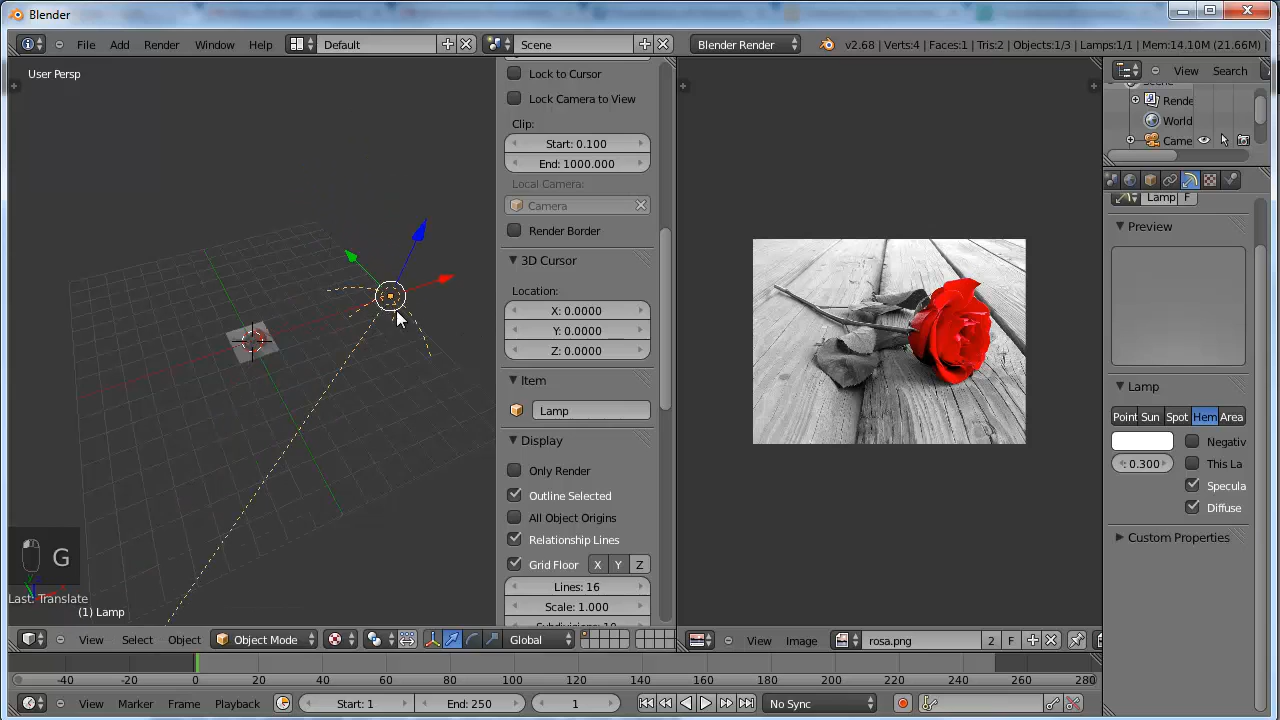 Blender
File Add Render Window Help Default Scene Blender Render v2.68 | Verts:4 | Faces:1 | Tris:2 | Objects:1/3 | Lamps:1/1 | Mem:14.10M (21.66M) |
User Persp
Lock to Cursor
Lock Camera to View
Clip:
Start: 0.100
End: 1000.000
Local Camera:
Camera
Render Border
3D Cursor
Location:
X: 0.0000
Y: 0.0000
Z: 0.0000
Item
Lamp
Display
Only Render
Outline Selected
All Object Origins
Relationship Lines
Grid Floor X Y Z
Lines: 16
Scale: 1.000
G
Last: Translate
(1) Lamp
View Select Object Object Mode Global
View Image rosa.png 2 F
View Search
Rende
World
Came
Lamp F
Preview
Lamp
Point Sun Spot Hem Area
Negativ
0.300 This La
Specula
Diffuse
Custom Properties
-40 -20 0 20 40 60 80 100 120 140 160 180 200 220 240 260 280
View Marker Frame Playback Start: 1 End: 250 1 No Sync